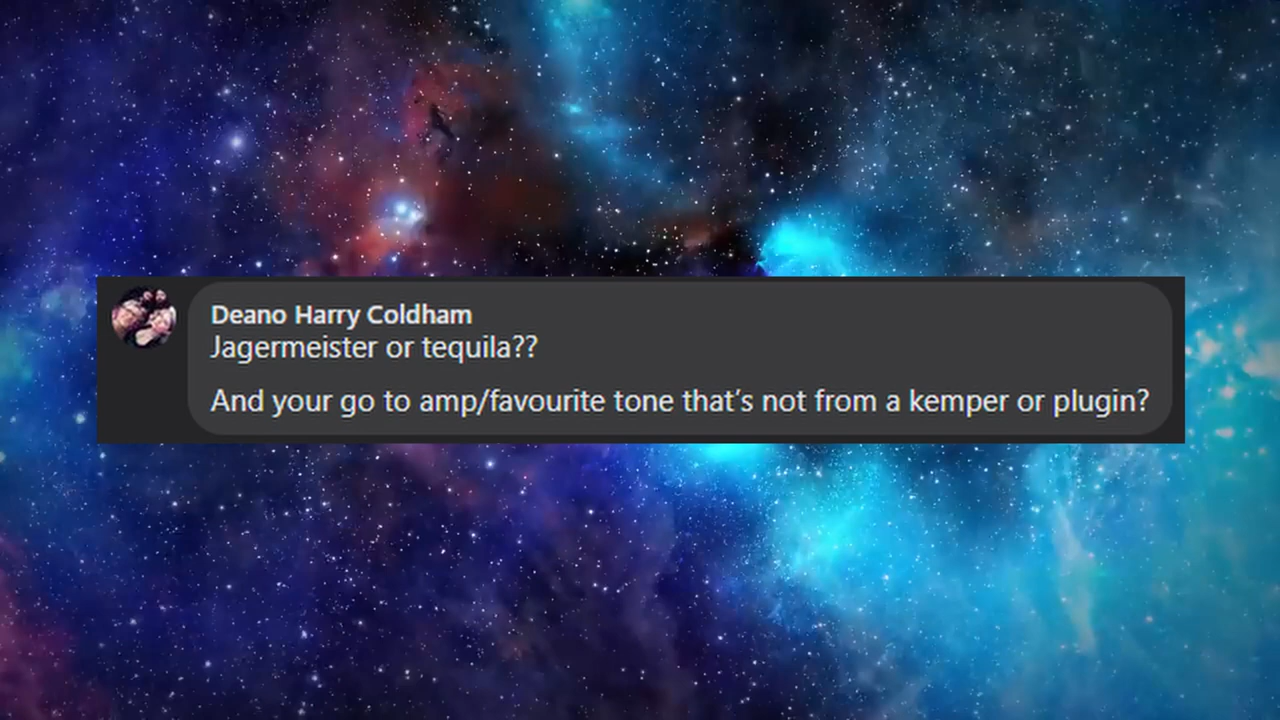 Deano Harry Coldham
Jagermeister or tequila??
And your go to amp/favourite tone that's not from a kemper or plugin?